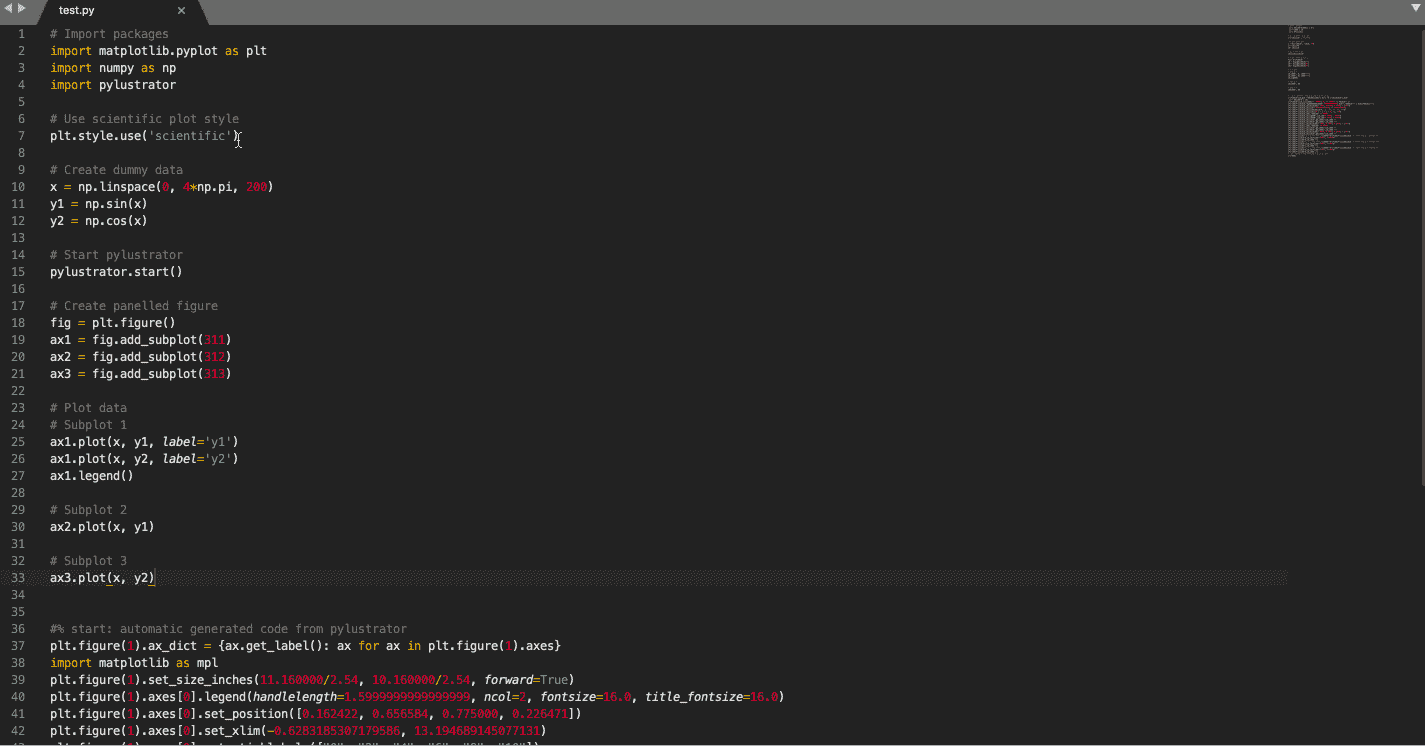 test.py ×
1 # Import packages
2 import matplotlib.pyplot as plt
3 import numpy as np
4 import pylustrator
5
6 # Use scientific plot style
7 plt.style.use('scientific')
8
9 # Create dummy data
10 x = np.linspace(0, 4*np.pi, 200)
11 y1 = np.sin(x)
12 y2 = np.cos(x)
13
14 # Start pylustrator
15 pylustrator.start()
16
17 # Create panelled figure
18 fig = plt.figure()
19 ax1 = fig.add_subplot(311)
20 ax2 = fig.add_subplot(312)
21 ax3 = fig.add_subplot(313)
22
23 # Plot data
24 # Subplot 1
25 ax1.plot(x, y1, label='y1')
26 ax1.plot(x, y2, label='y2')
27 ax1.legend()
28
29 # Subplot 2
30 ax2.plot(x, y1)
31
32 # Subplot 3
33 ax3.plot(x, y2)
34
35
36 #% start: automatic generated code from pylustrator
37 plt.figure(1).ax_dict = {ax.get_label(): ax for ax in plt.figure(1).axes}
38 import matplotlib as mpl
39 plt.figure(1).set_size_inches(11.160000/2.54, 10.160000/2.54, forward=True)
40 plt.figure(1).axes[0].legend(handlelength=1.5999999999999999, ncol=2, fontsize=16.0, title_fontsize=16.0)
41 plt.figure(1).axes[0].set_position([0.162422, 0.656584, 0.775000, 0.226471])
42 plt.figure(1).axes[0].set_xlim(-0.6283185307179586, 13.194689145077131)